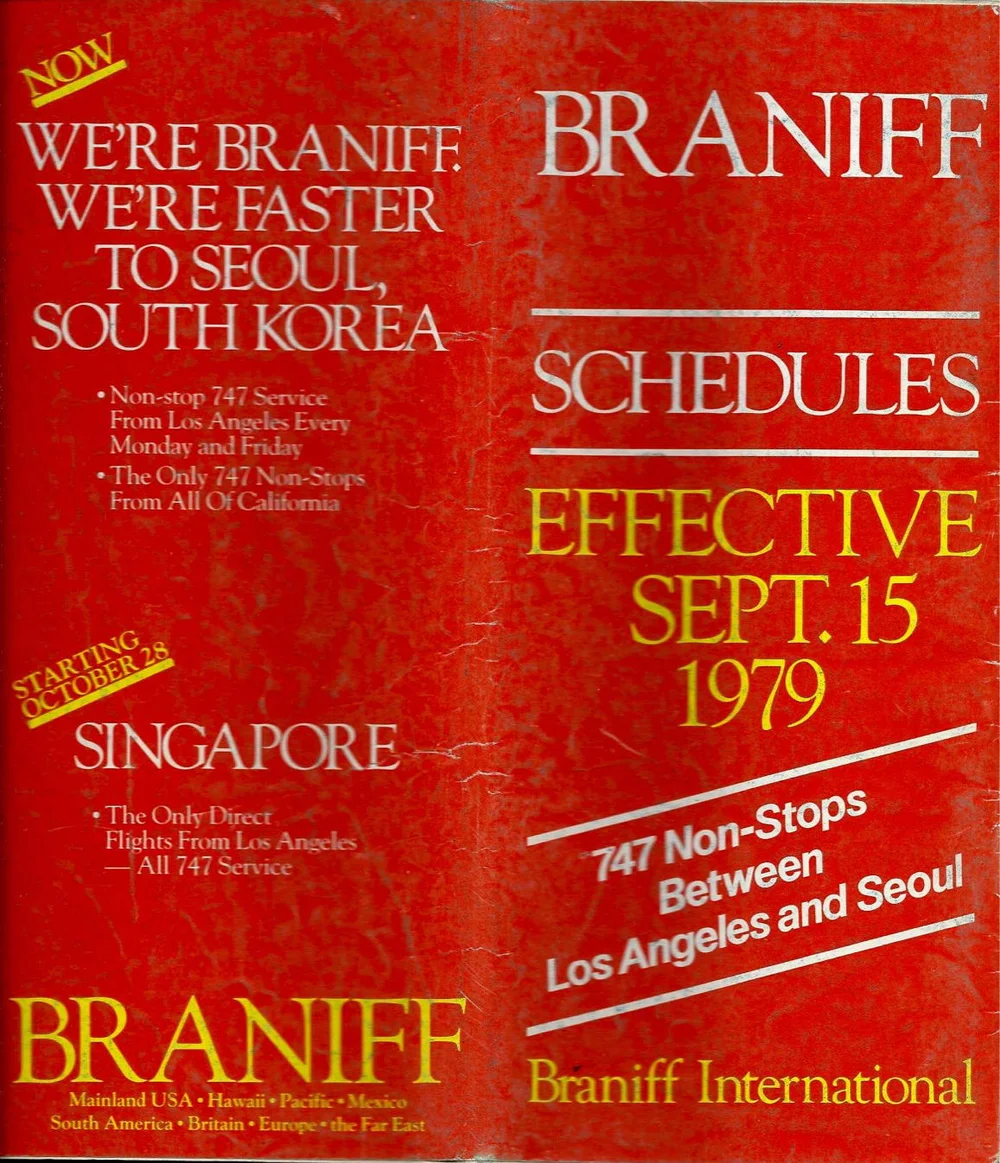 NOW
WE'RE BRANIFF.
WE'RE FASTER
TO SEOUL,
SOUTH KOREA
• Non-stop 747 Service
From Los Angeles Every
Monday and Friday
• The Only 747 Non-Stops
From All Of California
STARTING
OCTOBER 28
SINGAPORE
• The Only Direct
Flights From Los Angeles
— All 747 Service
BRANIFF
Mainland USA • Hawaii • Pacific • Mexico
South America • Britain • Europe • the Far East
BRANIFF
SCHEDULES
EFFECTIVE
SEPT. 15
1979
747 Non-Stops
Between
Los Angeles and Seoul
Braniff International